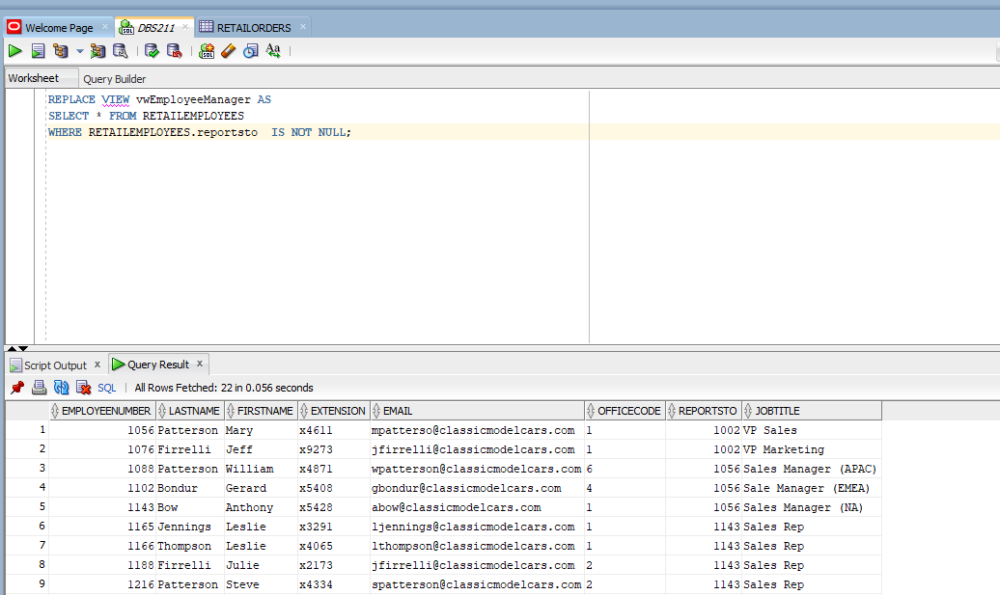 Welcome Page DBS211 RETAILORDERS
Worksheet Query Builder
REPLACE VIEW vwEmployeeManager AS
SELECT * FROM RETAILEMPLOYEES
WHERE RETAILEMPLOYEES.reportsto  IS NOT NULL;
Script Output x Query Result x
SQL | All Rows Fetched: 22 in 0.056 seconds
EMPLOYEENUMBER LASTNAME FIRSTNAME EXTENSION EMAIL OFFICECODE REPORTSTO JOBTITLE
1 1056 Patterson Mary x4611 mpatterso@classicmodelcars.com 1 1002 VP Sales
2 1076 Firrelli Jeff x9273 jfirrelli@classicmodelcars.com 1 1002 VP Marketing
3 1088 Patterson William x4871 wpatterson@classicmodelcars.com 6 1056 Sales Manager (APAC)
4 1102 Bondur Gerard x5408 gbondur@classicmodelcars.com 4 1056 Sale Manager (EMEA)
5 1143 Bow Anthony x5428 abow@classicmodelcars.com 1 1056 Sales Manager (NA)
6 1165 Jennings Leslie x3291 ljennings@classicmodelcars.com 1 1143 Sales Rep
7 1166 Thompson Leslie x4065 lthompson@classicmodelcars.com 1 1143 Sales Rep
8 1188 Firrelli Julie x2173 jfirrelli@classicmodelcars.com 2 1143 Sales Rep
9 1216 Patterson Steve x4334 spatterson@classicmodelcars.com 2 1143 Sales Rep